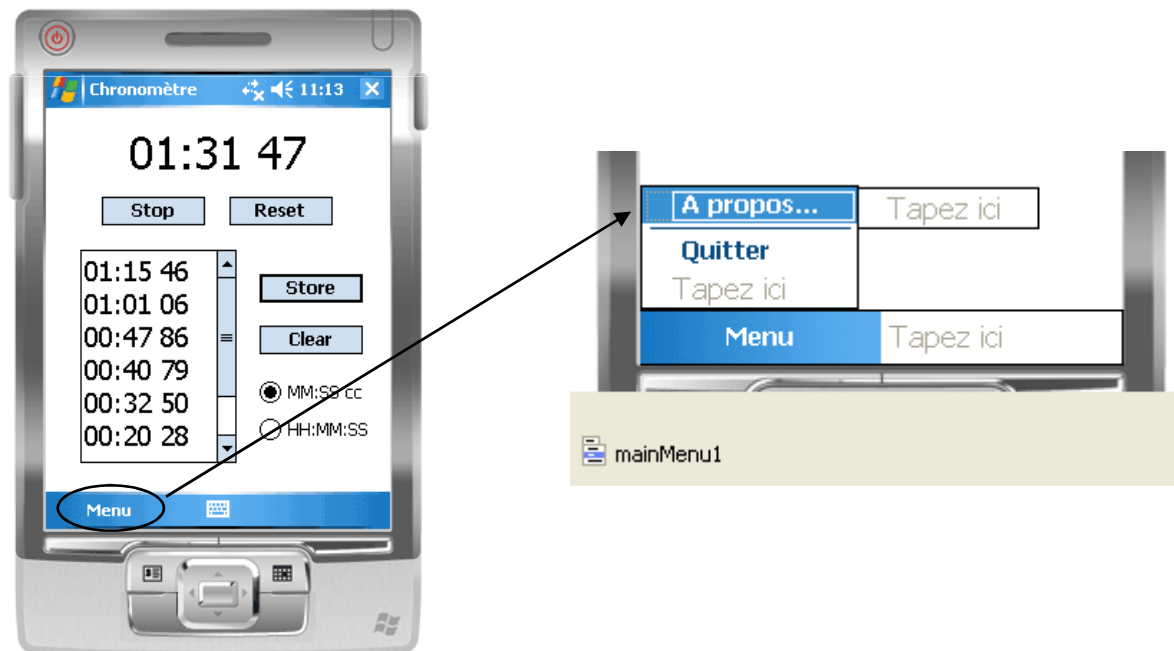 Chronomètre 11:13
01:31 47
Stop Reset
01:15 46
01:01 06
00:47 86
00:40 79
00:32 50
00:20 28
Store
Clear
MM:SS cc
HH:MM:SS
Menu
A propos... Tapez ici
Quitter
Tapez ici
Menu Tapez ici
mainMenu1